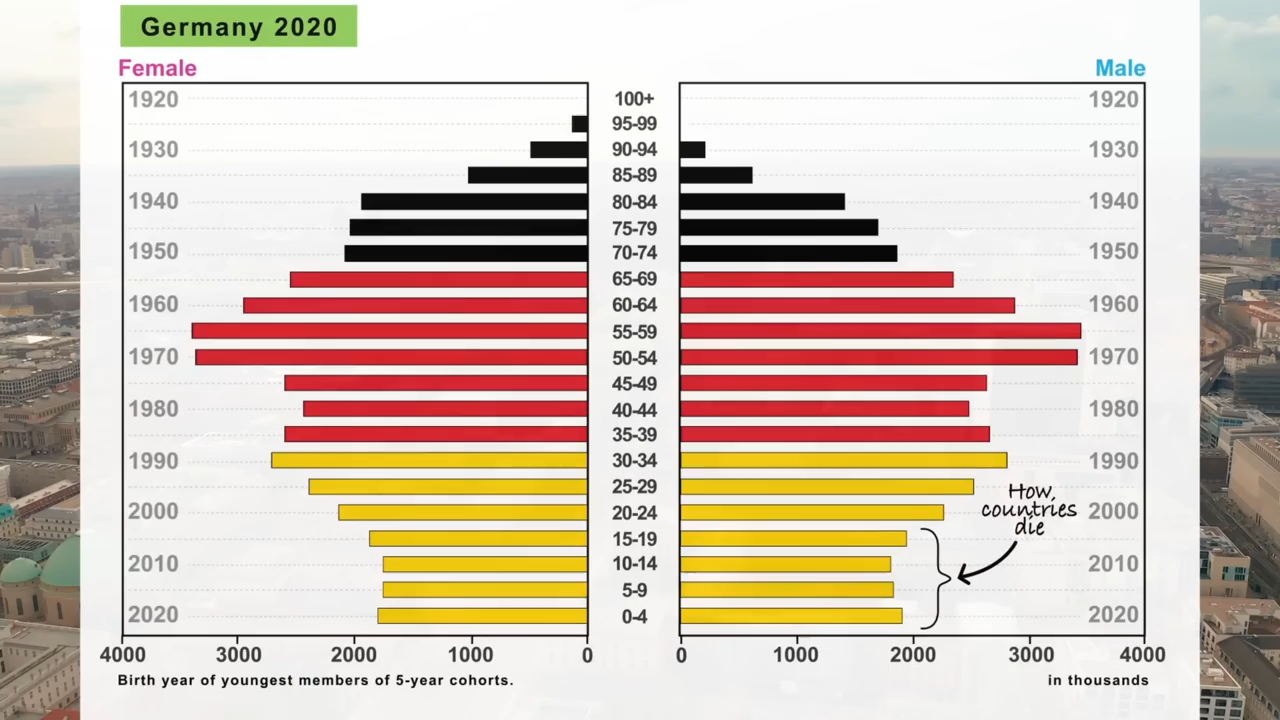 Germany 2020
Female
Male
1920 100+ 1920
95-99
1930 90-94 1930
85-89
1940 80-84 1940
75-79
1950 70-74 1950
65-69
1960 60-64 1960
55-59
1970 50-54 1970
45-49
1980 40-44 1980
35-39
1990 30-34 1990
25-29
How,
countries
die
2000 20-24 2000
15-19
2010 10-14 2010
5-9
2020 0-4 2020
4000 3000 2000 1000 0 0 1000 2000 3000 4000
Birth year of youngest members of 5-year cohorts.
in thousands